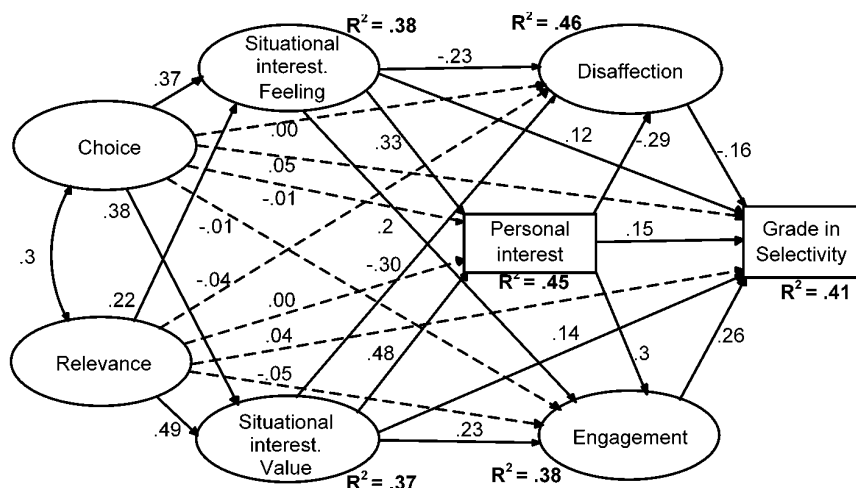 R² = .38
R² = .46
Situational
interest.
Feeling
-.23
Disaffection
.37
.00
.33
.12
-.29
-.16
Choice
.05
-.01
.38
-.01
.2
Personal
interest
.15
Grade in
Selectivity
.3
-.04
-.30
R² = .45
R² = .41
.22
.00
.04
.48
.14
.3
.26
Relevance
-.05
.49
Situational
interest.
Value
.23
Engagement
R² = .37
R² = .38